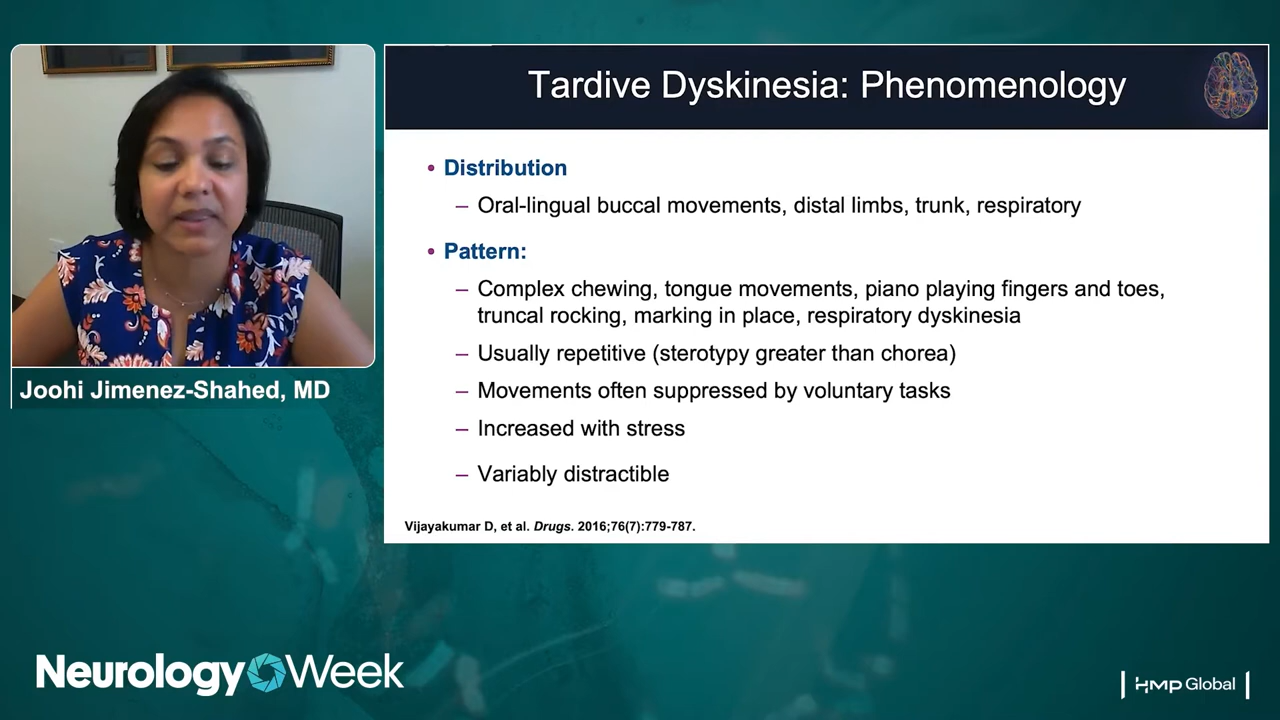 Tardive Dyskinesia: Phenomenology
• Distribution
– Oral-lingual buccal movements, distal limbs, trunk, respiratory
• Pattern:
– Complex chewing, tongue movements, piano playing fingers and toes,
truncal rocking, marking in place, respiratory dyskinesia
– Usually repetitive (sterotypy greater than chorea)
– Movements often suppressed by voluntary tasks
– Increased with stress
– Variably distractible
Vijayakumar D, et al. Drugs. 2016;76(7):779-787.
Joohi Jimenez-Shahed, MD
Neurology Week
HMP Global